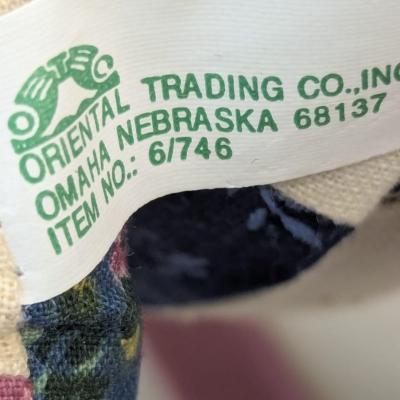 OTC
ORIENTAL TRADING CO.,INC
OMAHA NEBRASKA 68137
ITEM NO.: 6/746